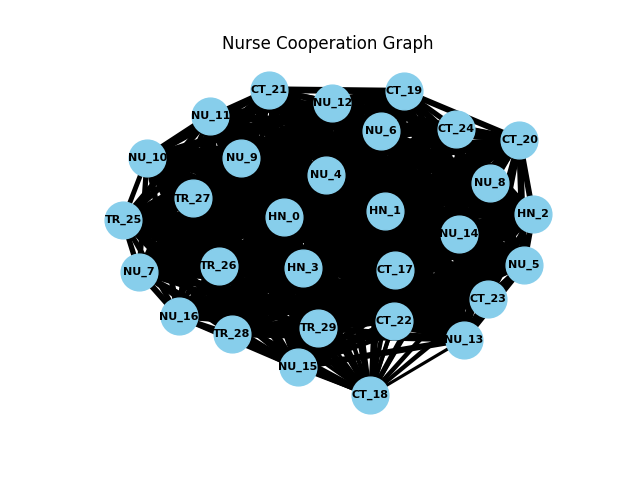 Nurse Cooperation Graph
CT_21
CT_19
NU_12
NU_11
NU_6
CT_24
CT_20
NU_10
NU_9
NU_4
NU_8
TR_27
HN_0
HN_1
HN_2
TR_25
NU_14
TR_26
HN_3
CT_17
NU_5
NU_7
CT_23
NU_16
TR_28
TR_29
CT_22
NU_13
NU_15
CT_18